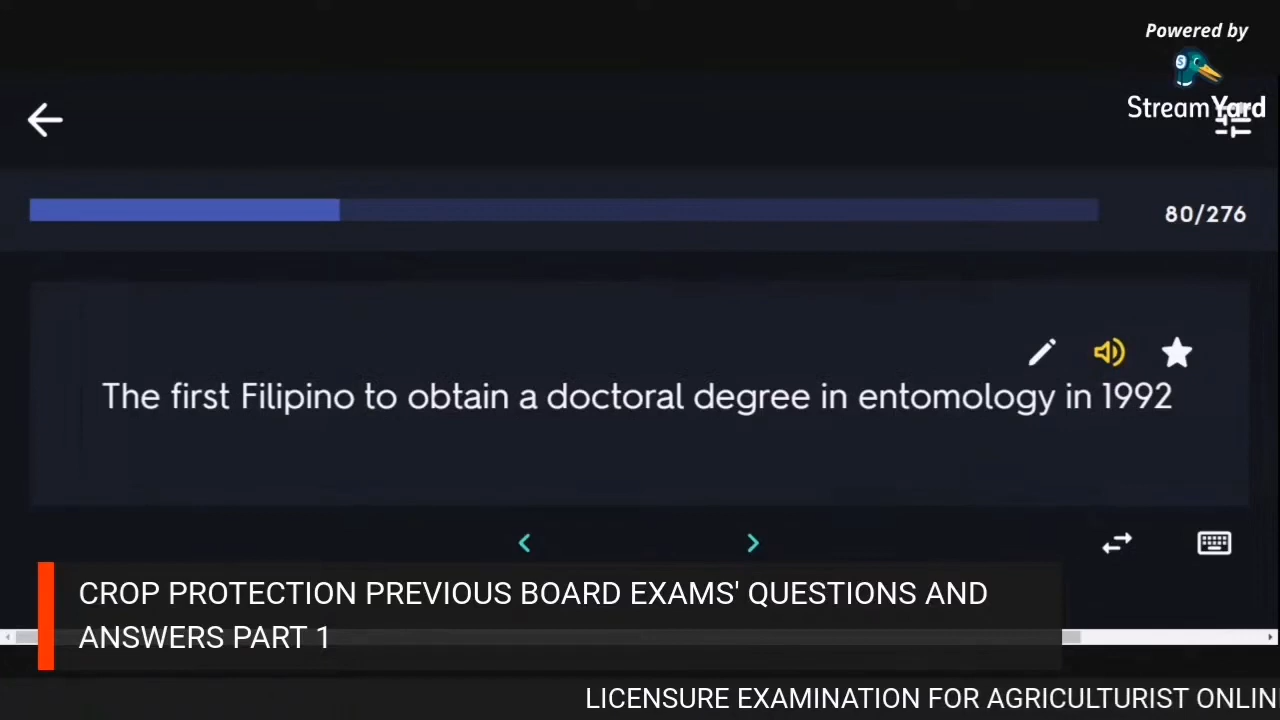 Powered by
StreamYard
80/276
The first Filipino to obtain a doctoral degree in entomology in 1992
CROP PROTECTION PREVIOUS BOARD EXAMS' QUESTIONS AND
ANSWERS PART 1
LICENSURE EXAMINATION FOR AGRICULTURIST ONLIN